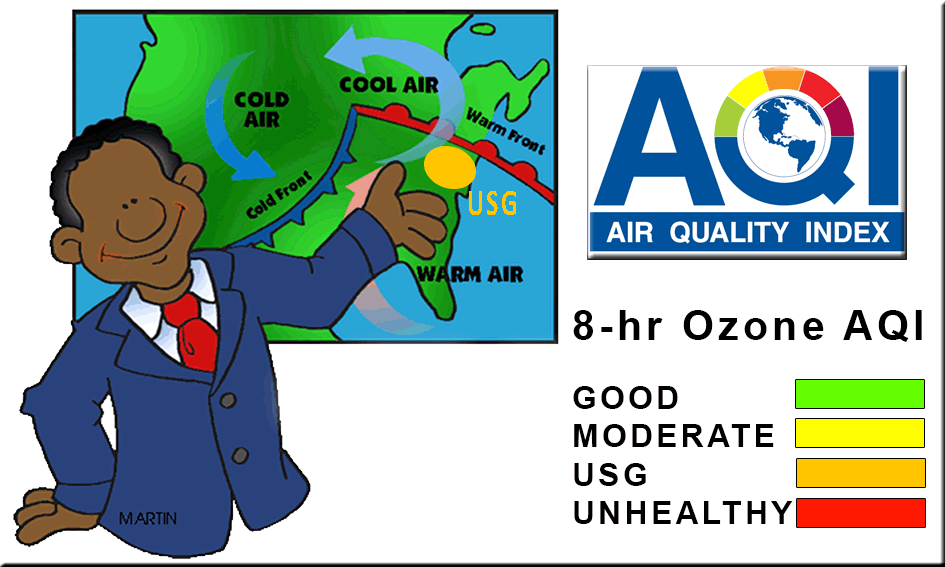 COLD
AIR
COOL AIR
Warm Front
Cold Front
USG
WARM AIR
MARTIN
AQI
AIR QUALITY INDEX
8-hr Ozone AQI
GOOD
MODERATE
USG
UNHEALTHY